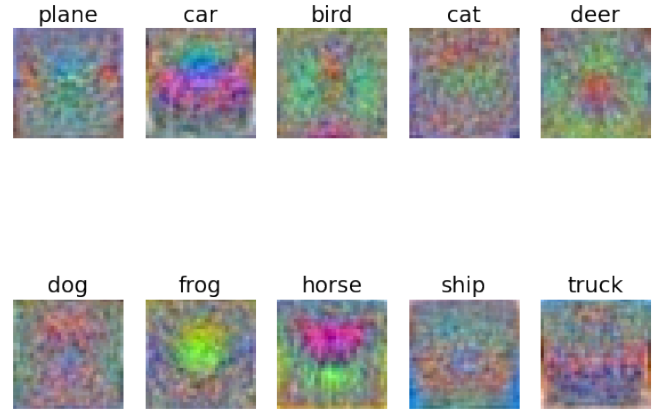 plane car bird cat deer
dog frog horse ship truck